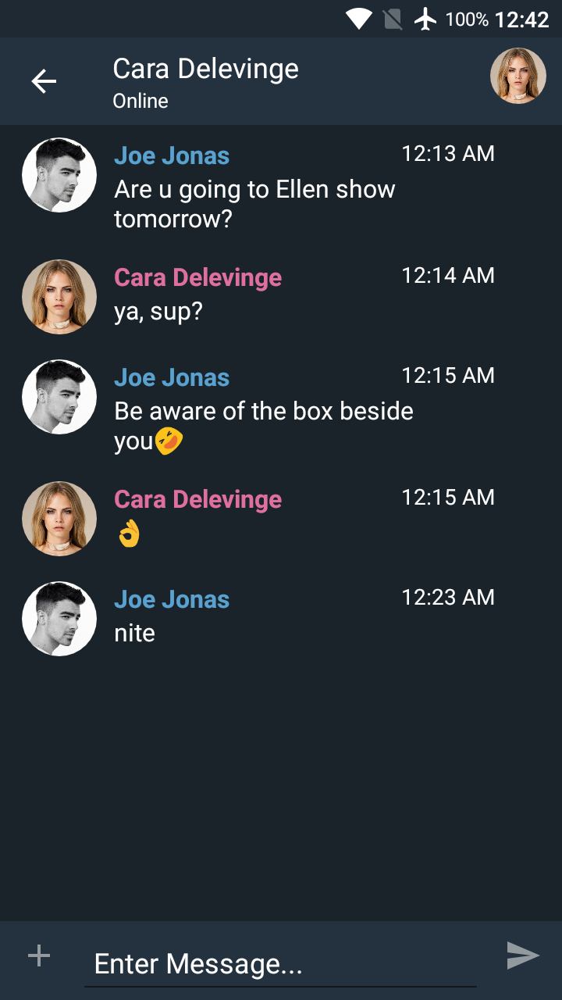 100% 12:42
Cara Delevinge
Online
Joe Jonas 12:13 AM
Are u going to Ellen show
tomorrow?
Cara Delevinge 12:14 AM
ya, sup?
Joe Jonas 12:15 AM
Be aware of the box beside
you🤣
Cara Delevinge 12:15 AM
👌
Joe Jonas 12:23 AM
nite
Enter Message...